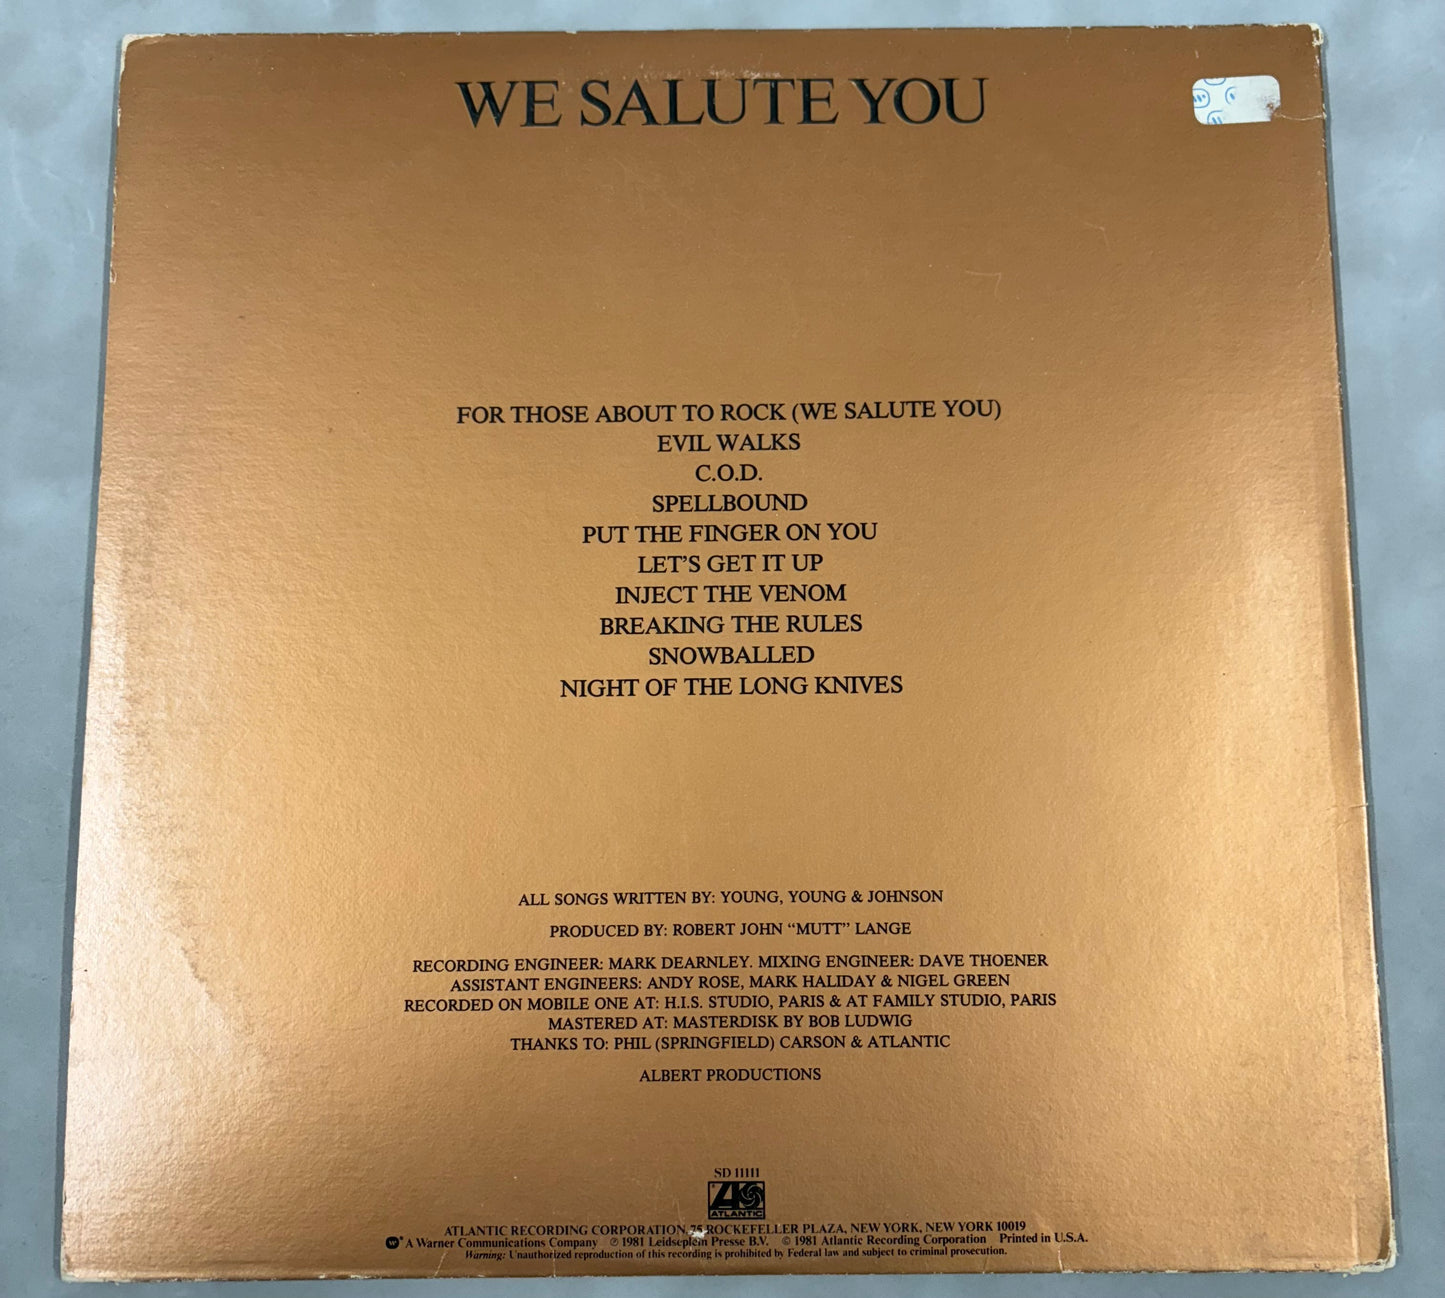 WE SALUTE YOU
FOR THOSE ABOUT TO ROCK (WE SALUTE YOU)
EVIL WALKS
C.O.D.
SPELLBOUND
PUT THE FINGER ON YOU
LET'S GET IT UP
INJECT THE VENOM
BREAKING THE RULES
SNOWBALLED
NIGHT OF THE LONG KNIVES
ALL SONGS WRITTEN BY: YOUNG, YOUNG & JOHNSON
PRODUCED BY: ROBERT JOHN “MUTT” LANGE
RECORDING ENGINEER: MARK DEARNLEY. MIXING ENGINEER: DAVE THOENER
ASSISTANT ENGINEERS: ANDY ROSE, MARK HALIDAY & NIGEL GREEN
RECORDED ON MOBILE ONE AT: H.I.S. STUDIO, PARIS & AT FAMILY STUDIO, PARIS
MASTERED AT: MASTERDISK BY BOB LUDWIG
THANKS TO: PHIL (SPRINGFIELD) CARSON & ATLANTIC
ALBERT PRODUCTIONS
SD 11111
ATLANTIC
ATLANTIC RECORDING CORPORATION, 75 ROCKEFELLER PLAZA, NEW YORK, NEW YORK 10019
A Warner Communications Company ℗ 1981 Leidseplein Presse B.V. © 1981 Atlantic Recording Corporation Printed in U.S.A.
Warning: Unauthorized reproduction of this recording is prohibited by Federal law and subject to criminal prosecution.